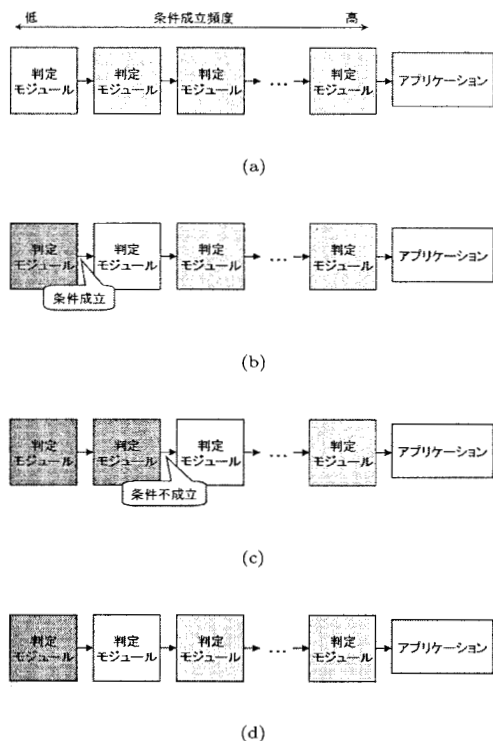 低 条件成立頻度 高
判定 判定 判定 判定
モジュール モジュール モジュール … モジュール アプリケーション
(a)
判定 判定 判定 判定
モジュール モジュール モジュール … モジュール アプリケーション
条件成立
(b)
判定 判定 判定 判定
モジュール モジュール モジュール … モジュール アプリケーション
条件不成立
(c)
判定 判定 判定 判定
モジュール モジュール モジュール … モジュール アプリケーション
(d)